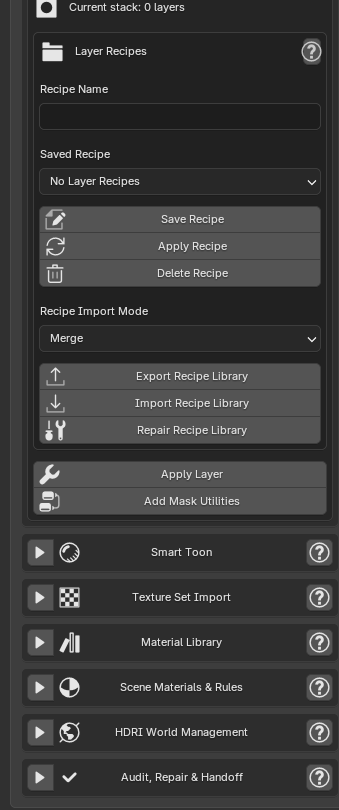 Current stack: 0 layers
Layer Recipes
?
Recipe Name
Saved Recipe
No Layer Recipes
Save Recipe
Apply Recipe
Delete Recipe
Recipe Import Mode
Merge
Export Recipe Library
Import Recipe Library
Repair Recipe Library
Apply Layer
Add Mask Utilities
Smart Toon ?
Texture Set Import ?
Material Library ?
Scene Materials & Rules ?
HDRI World Management ?
Audit, Repair & Handoff ?